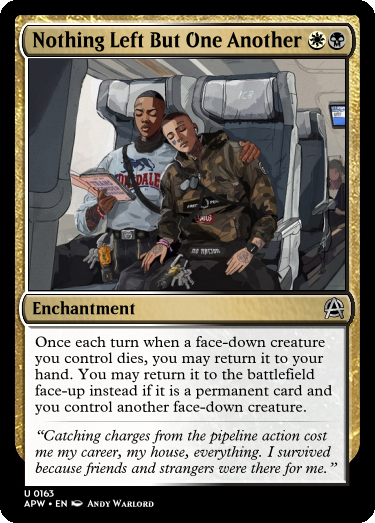 Nothing Left But One Another
Enchantment
Once each turn when a face-down creature
you control dies, you may return it to your
hand. You may return it to the battlefield
face-up instead if it is a permanent card and
you control another face-down creature.
“Catching charges from the pipeline action cost
me my career, my house, everything. I survived
because friends and strangers were there for me.”
U 0163
APW • EN Andy Warlord